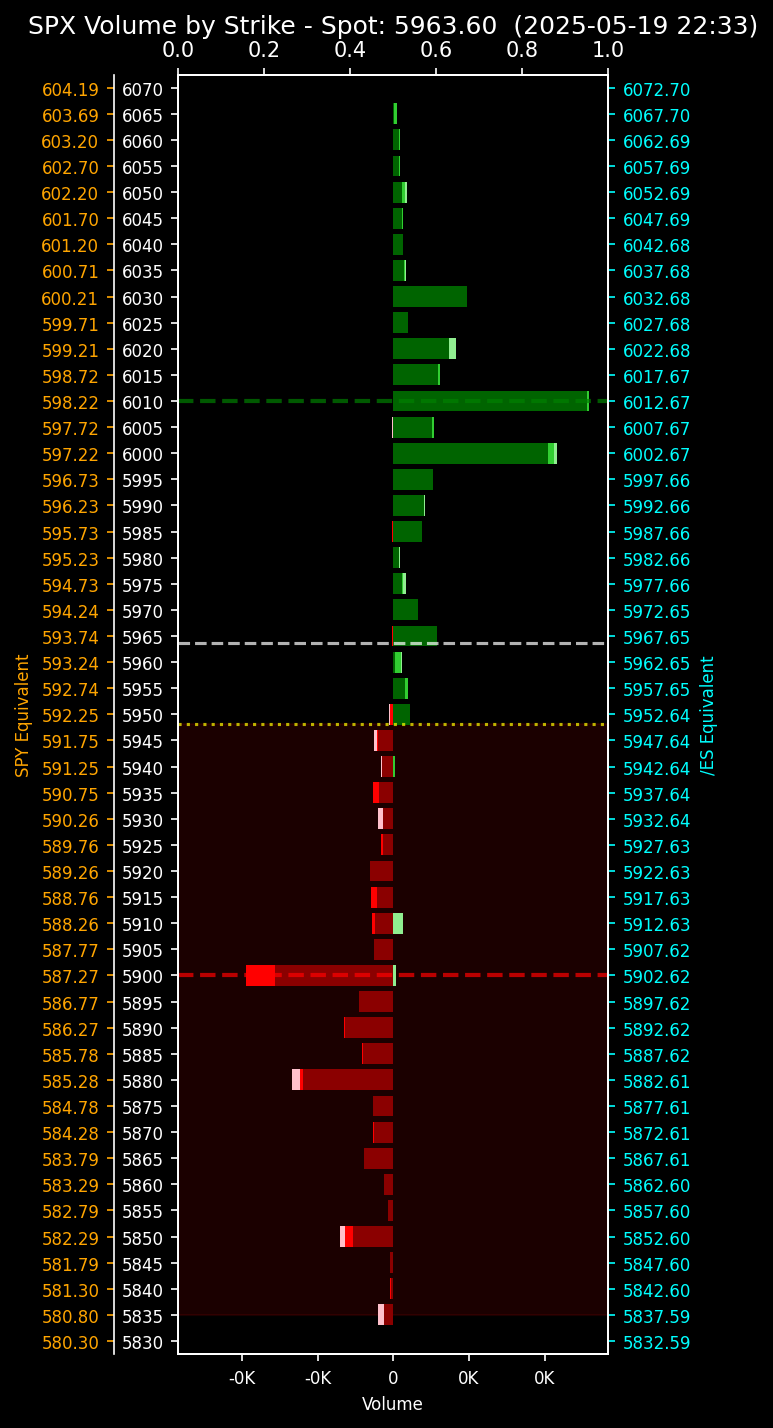 SPX Volume by Strike - Spot: 5963.60 (2025-05-19 22:33)
0.0 0.2 0.4 0.6 0.8 1.0
604.19 6070 6072.70
603.69 6065 6067.70
603.20 6060 6062.69
602.70 6055 6057.69
602.20 6050 6052.69
601.70 6045 6047.69
601.20 6040 6042.68
600.71 6035 6037.68
600.21 6030 6032.68
599.71 6025 6027.68
599.21 6020 6022.68
598.72 6015 6017.67
598.22 6010 6012.67
597.72 6005 6007.67
597.22 6000 6002.67
596.73 5995 5997.66
596.23 5990 5992.66
595.73 5985 5987.66
595.23 5980 5982.66
594.73 5975 5977.66
594.24 5970 5972.65
593.74 5965 5967.65
593.24 5960 5962.65
592.74 5955 5957.65
592.25 5950 5952.64
SPY Equivalent
/ES Equivalent
591.75 5945 5947.64
591.25 5940 5942.64
590.75 5935 5937.64
590.26 5930 5932.64
589.76 5925 5927.63
589.26 5920 5922.63
588.76 5915 5917.63
588.26 5910 5912.63
587.77 5905 5907.62
587.27 5900 5902.62
586.77 5895 5897.62
586.27 5890 5892.62
585.78 5885 5887.62
585.28 5880 5882.61
584.78 5875 5877.61
584.28 5870 5872.61
583.79 5865 5867.61
583.29 5860 5862.60
582.79 5855 5857.60
582.29 5850 5852.60
581.79 5845 5847.60
581.30 5840 5842.60
580.80 5835 5837.59
580.30 5830 5832.59
-0K -0K 0 0K 0K
Volume